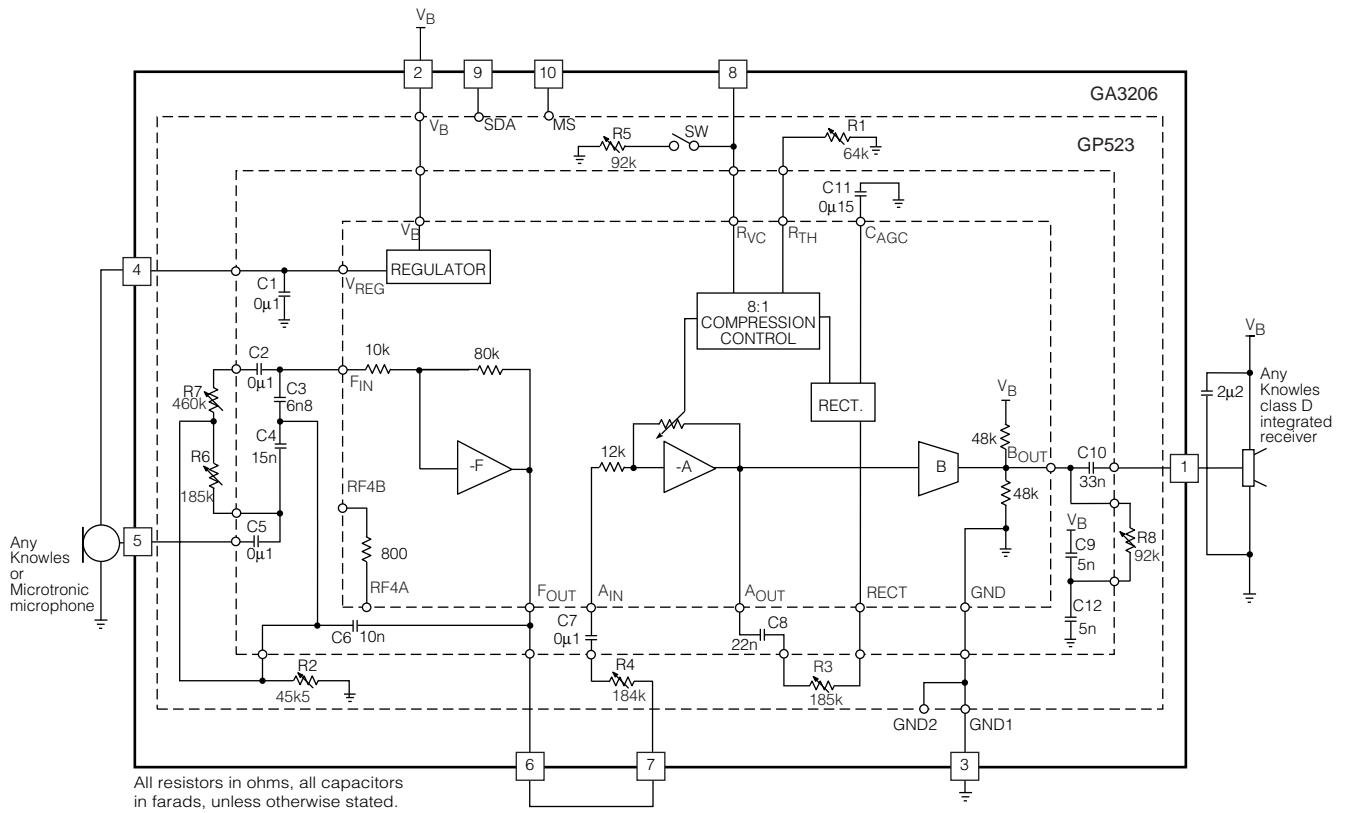 V_B
2
9
10
8
GA3206
V_B
SDA
MS
GP523
R5
92k
SW
R1
64k
C11
0µ15
V_B
R_VC
R_TH
C_AGC
4
REGULATOR
C1
0µ1
V_REG
8:1
COMPRESSION
CONTROL
V_B
C2
0µ1
10k
80k
F_IN
C3
6n8
R7
460k
RECT.
V_B
2µ2
Any
Knowles
class D
integrated
receiver
C4
15n
R6
185k
-F
12k
-A
B
48k
B_OUT
C10
33n
1
48k
RF4B
5
C5
0µ1
V_B
C9
5n
R8
92k
Any
Knowles
or
Microtronic
microphone
800
RF4A
F_OUT
A_IN
A_OUT
RECT
GND
C6
10n
C7
0µ1
C8
22n
C12
5n
R2
45k5
R4
184k
R3
185k
GND2
GND1
6
7
3
All resistors in ohms, all capacitors
in farads, unless otherwise stated.